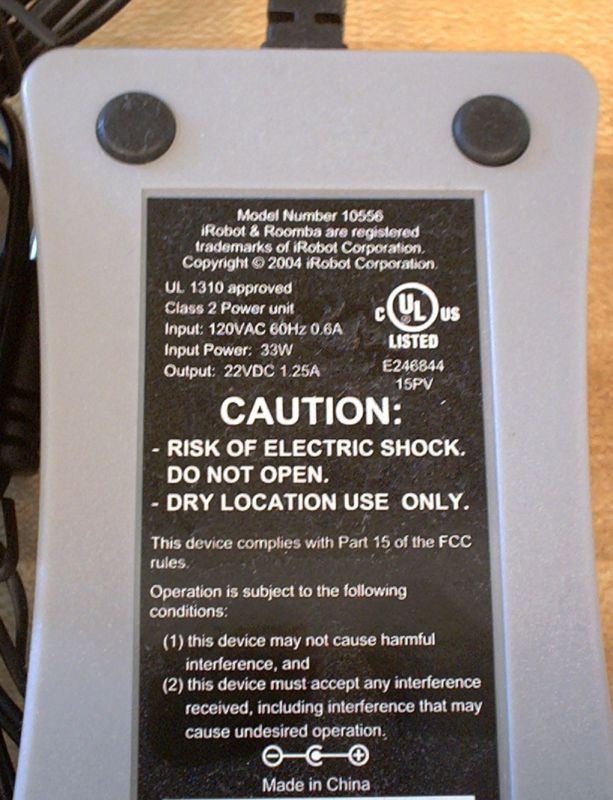 Model Number 10556
iRobot & Roomba are registered
trademarks of iRobot Corporation.
Copyright © 2004 iRobot Corporation.
UL 1310 approved
Class 2 Power unit
Input: 120VAC 60Hz 0.6A
Input Power: 33W
Output: 22VDC 1.25A
C UL US
LISTED
E246844
15PV
CAUTION:
- RISK OF ELECTRIC SHOCK.
DO NOT OPEN.
- DRY LOCATION USE ONLY.
This device complies with Part 15 of the FCC
rules.
Operation is subject to the following
conditions:
(1) this device may not cause harmful
interference, and
(2) this device must accept any interference
received, including interference that may
cause undesired operation.
Made in China